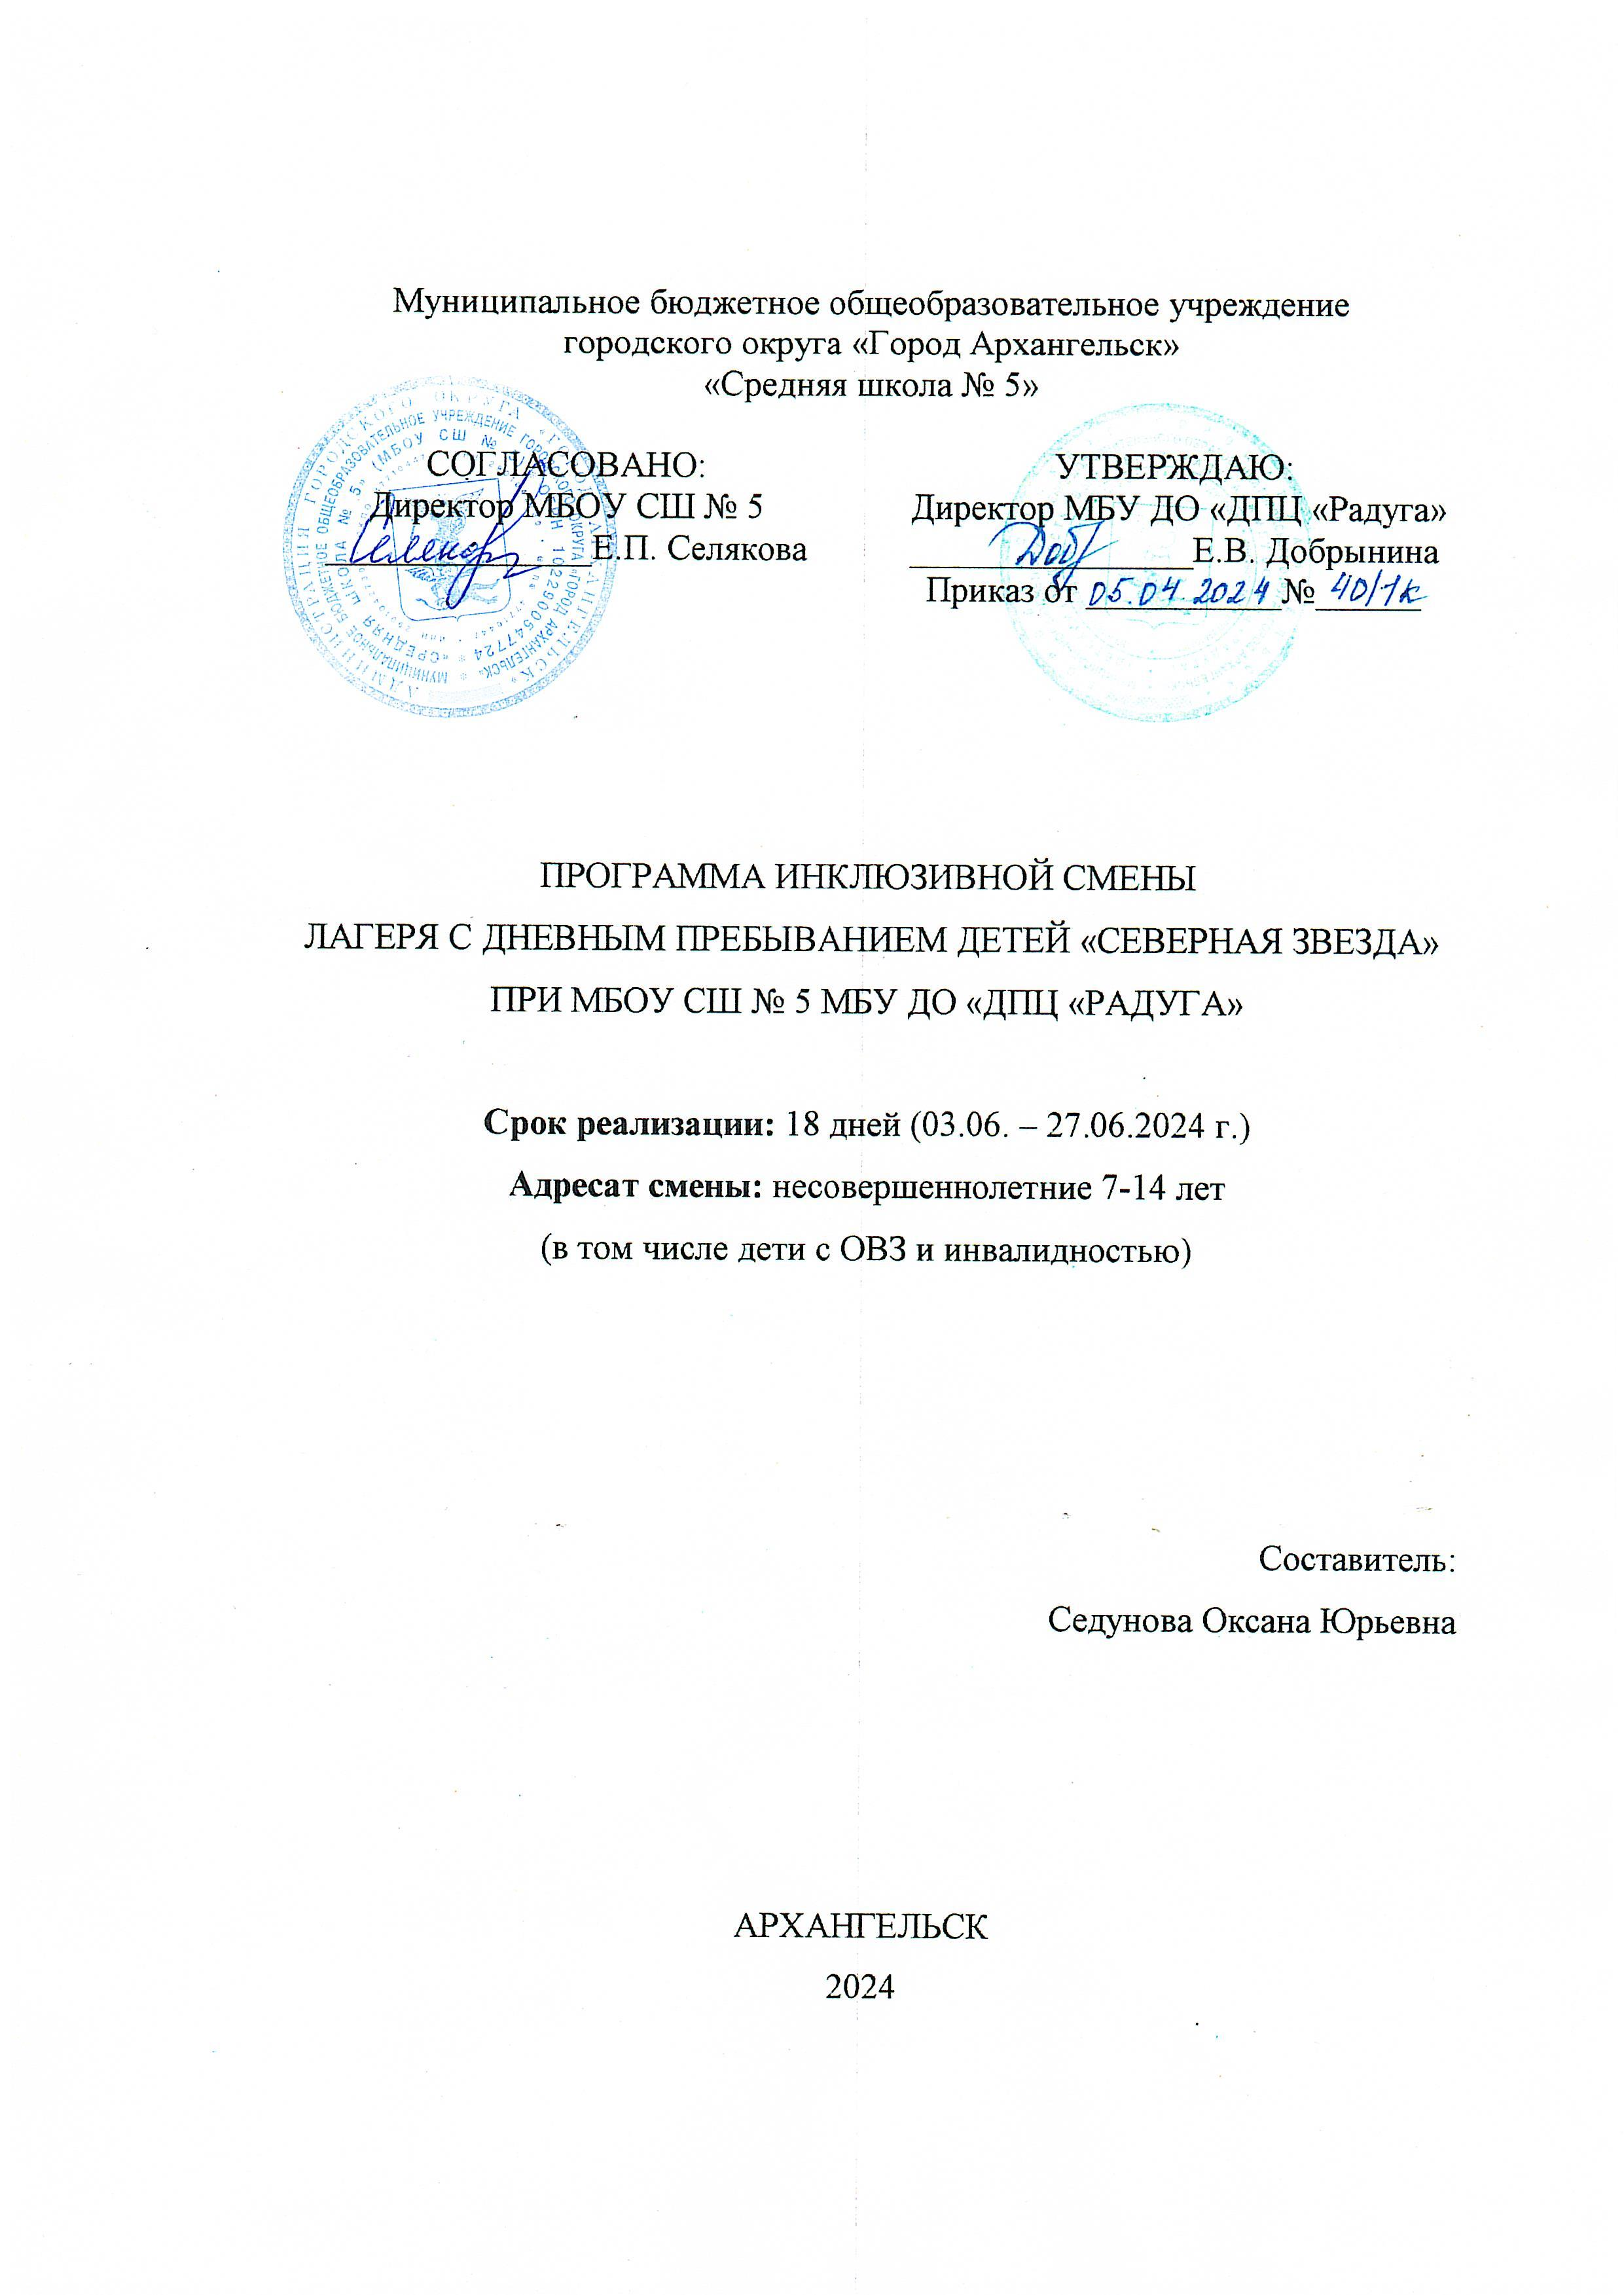 Муниципальное бюджетное общеобразовательное учреждение
городского округа «Город Архангельск»
«Средняя школа № 5»
СОГЛАСОВАНО:
Директор МБОУ СШ № 5
Е.П. Селякова
УТВЕРЖДАЮ:
Директор МБУ ДО «ДПЦ «Радуга»
Е.В. Добрынина
Приказ от 05.04.2024 № 40/1к
ПРОГРАММА ИНКЛЮЗИВНОЙ СМЕНЫ
ЛАГЕРЯ С ДНЕВНЫМ ПРЕБЫВАНИЕМ ДЕТЕЙ «СЕВЕРНАЯ ЗВЕЗДА»
ПРИ МБОУ СШ № 5 МБУ ДО «ДПЦ «РАДУГА»
Срок реализации: 18 дней (03.06. – 27.06.2024 г.)
Адресат смены: несовершеннолетние 7-14 лет
(в том числе дети с ОВЗ и инвалидностью)
Составитель:
Седунова Оксана Юрьевна
АРХАНГЕЛЬСК
2024